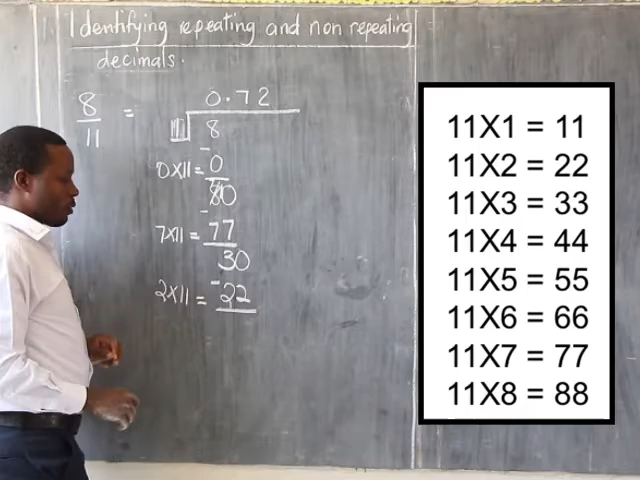 Identifying repeating and non repeating
decimals.
0.72
8/11 = 11 8
0x11 = - 0
80
7x11 = - 77
30
2x11 = - 22
11X1 = 11
11X2 = 22
11X3 = 33
11X4 = 44
11X5 = 55
11X6 = 66
11X7 = 77
11X8 = 88